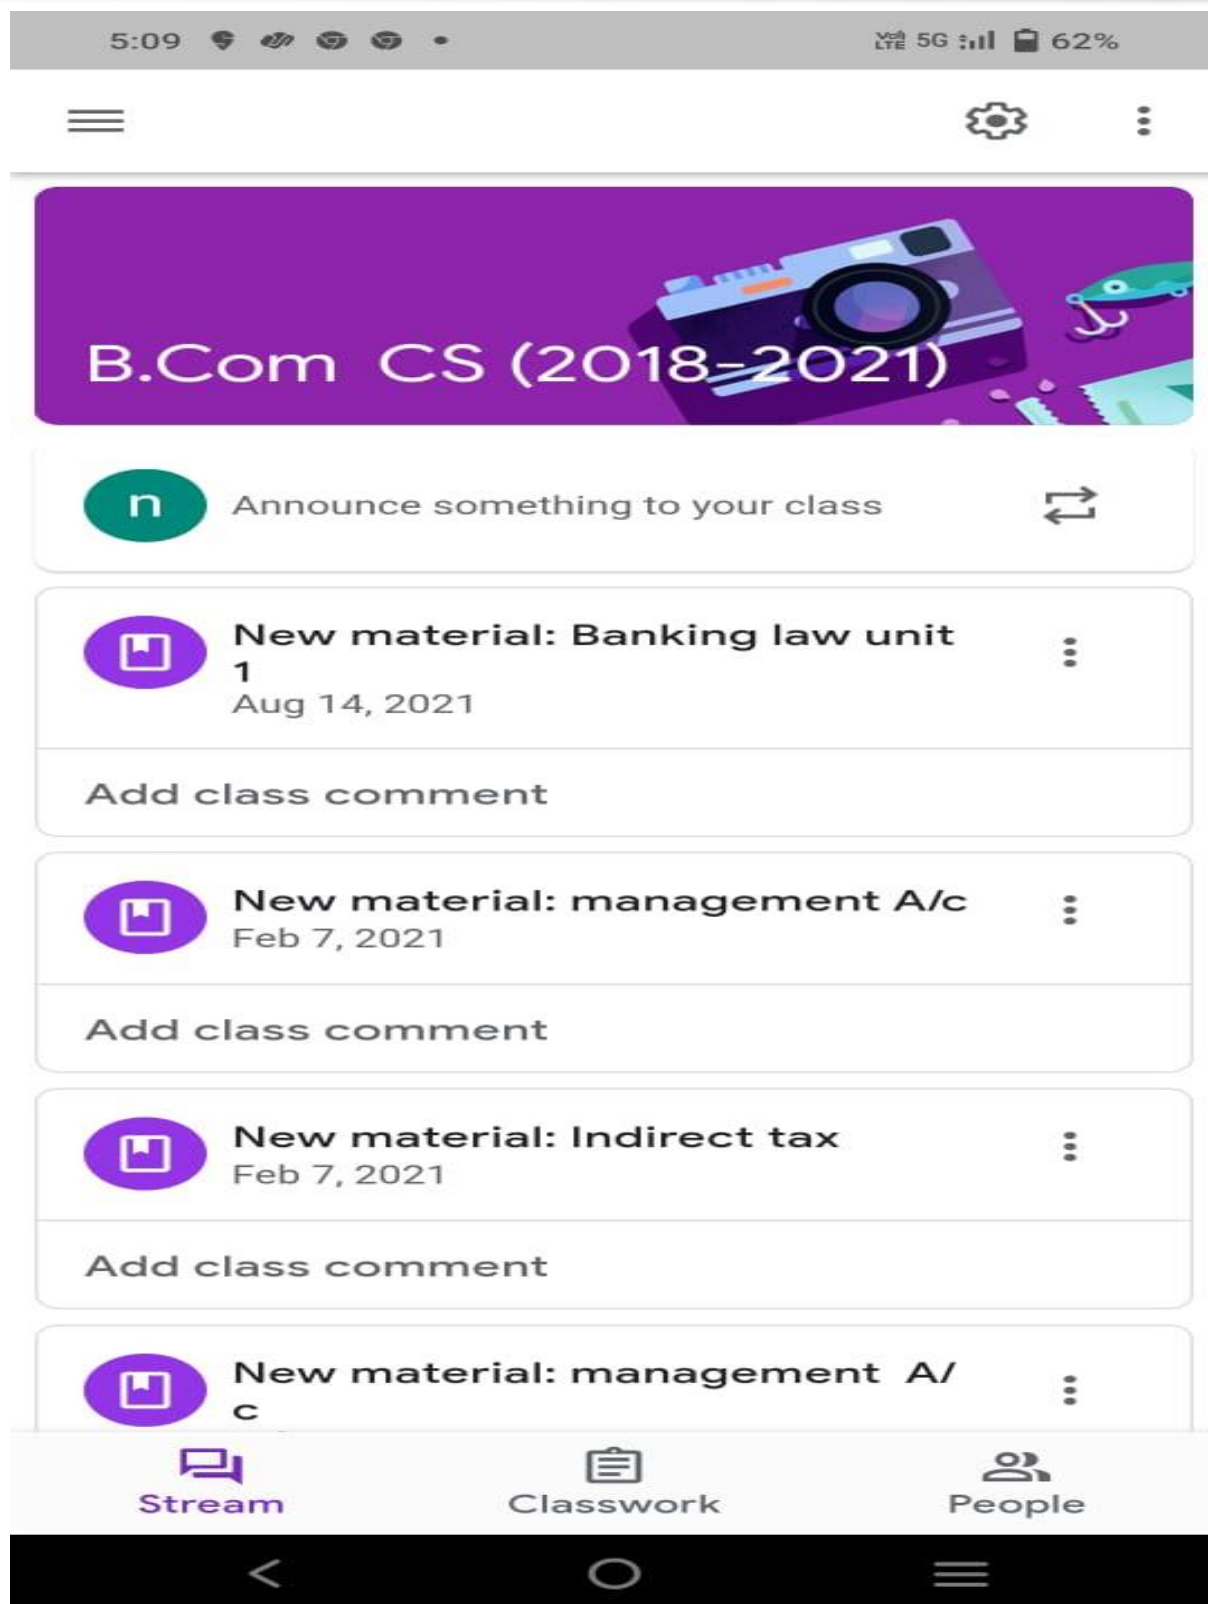 5:09 Vo) LTE 5G 62%
B.Com CS (2018-2021)
n Announce something to your class
New material: Banking law unit
1
Aug 14, 2021
Add class comment
New material: management A/c
Feb 7, 2021
Add class comment
New material: Indirect tax
Feb 7, 2021
Add class comment
New material: management A/
c
Stream Classwork People